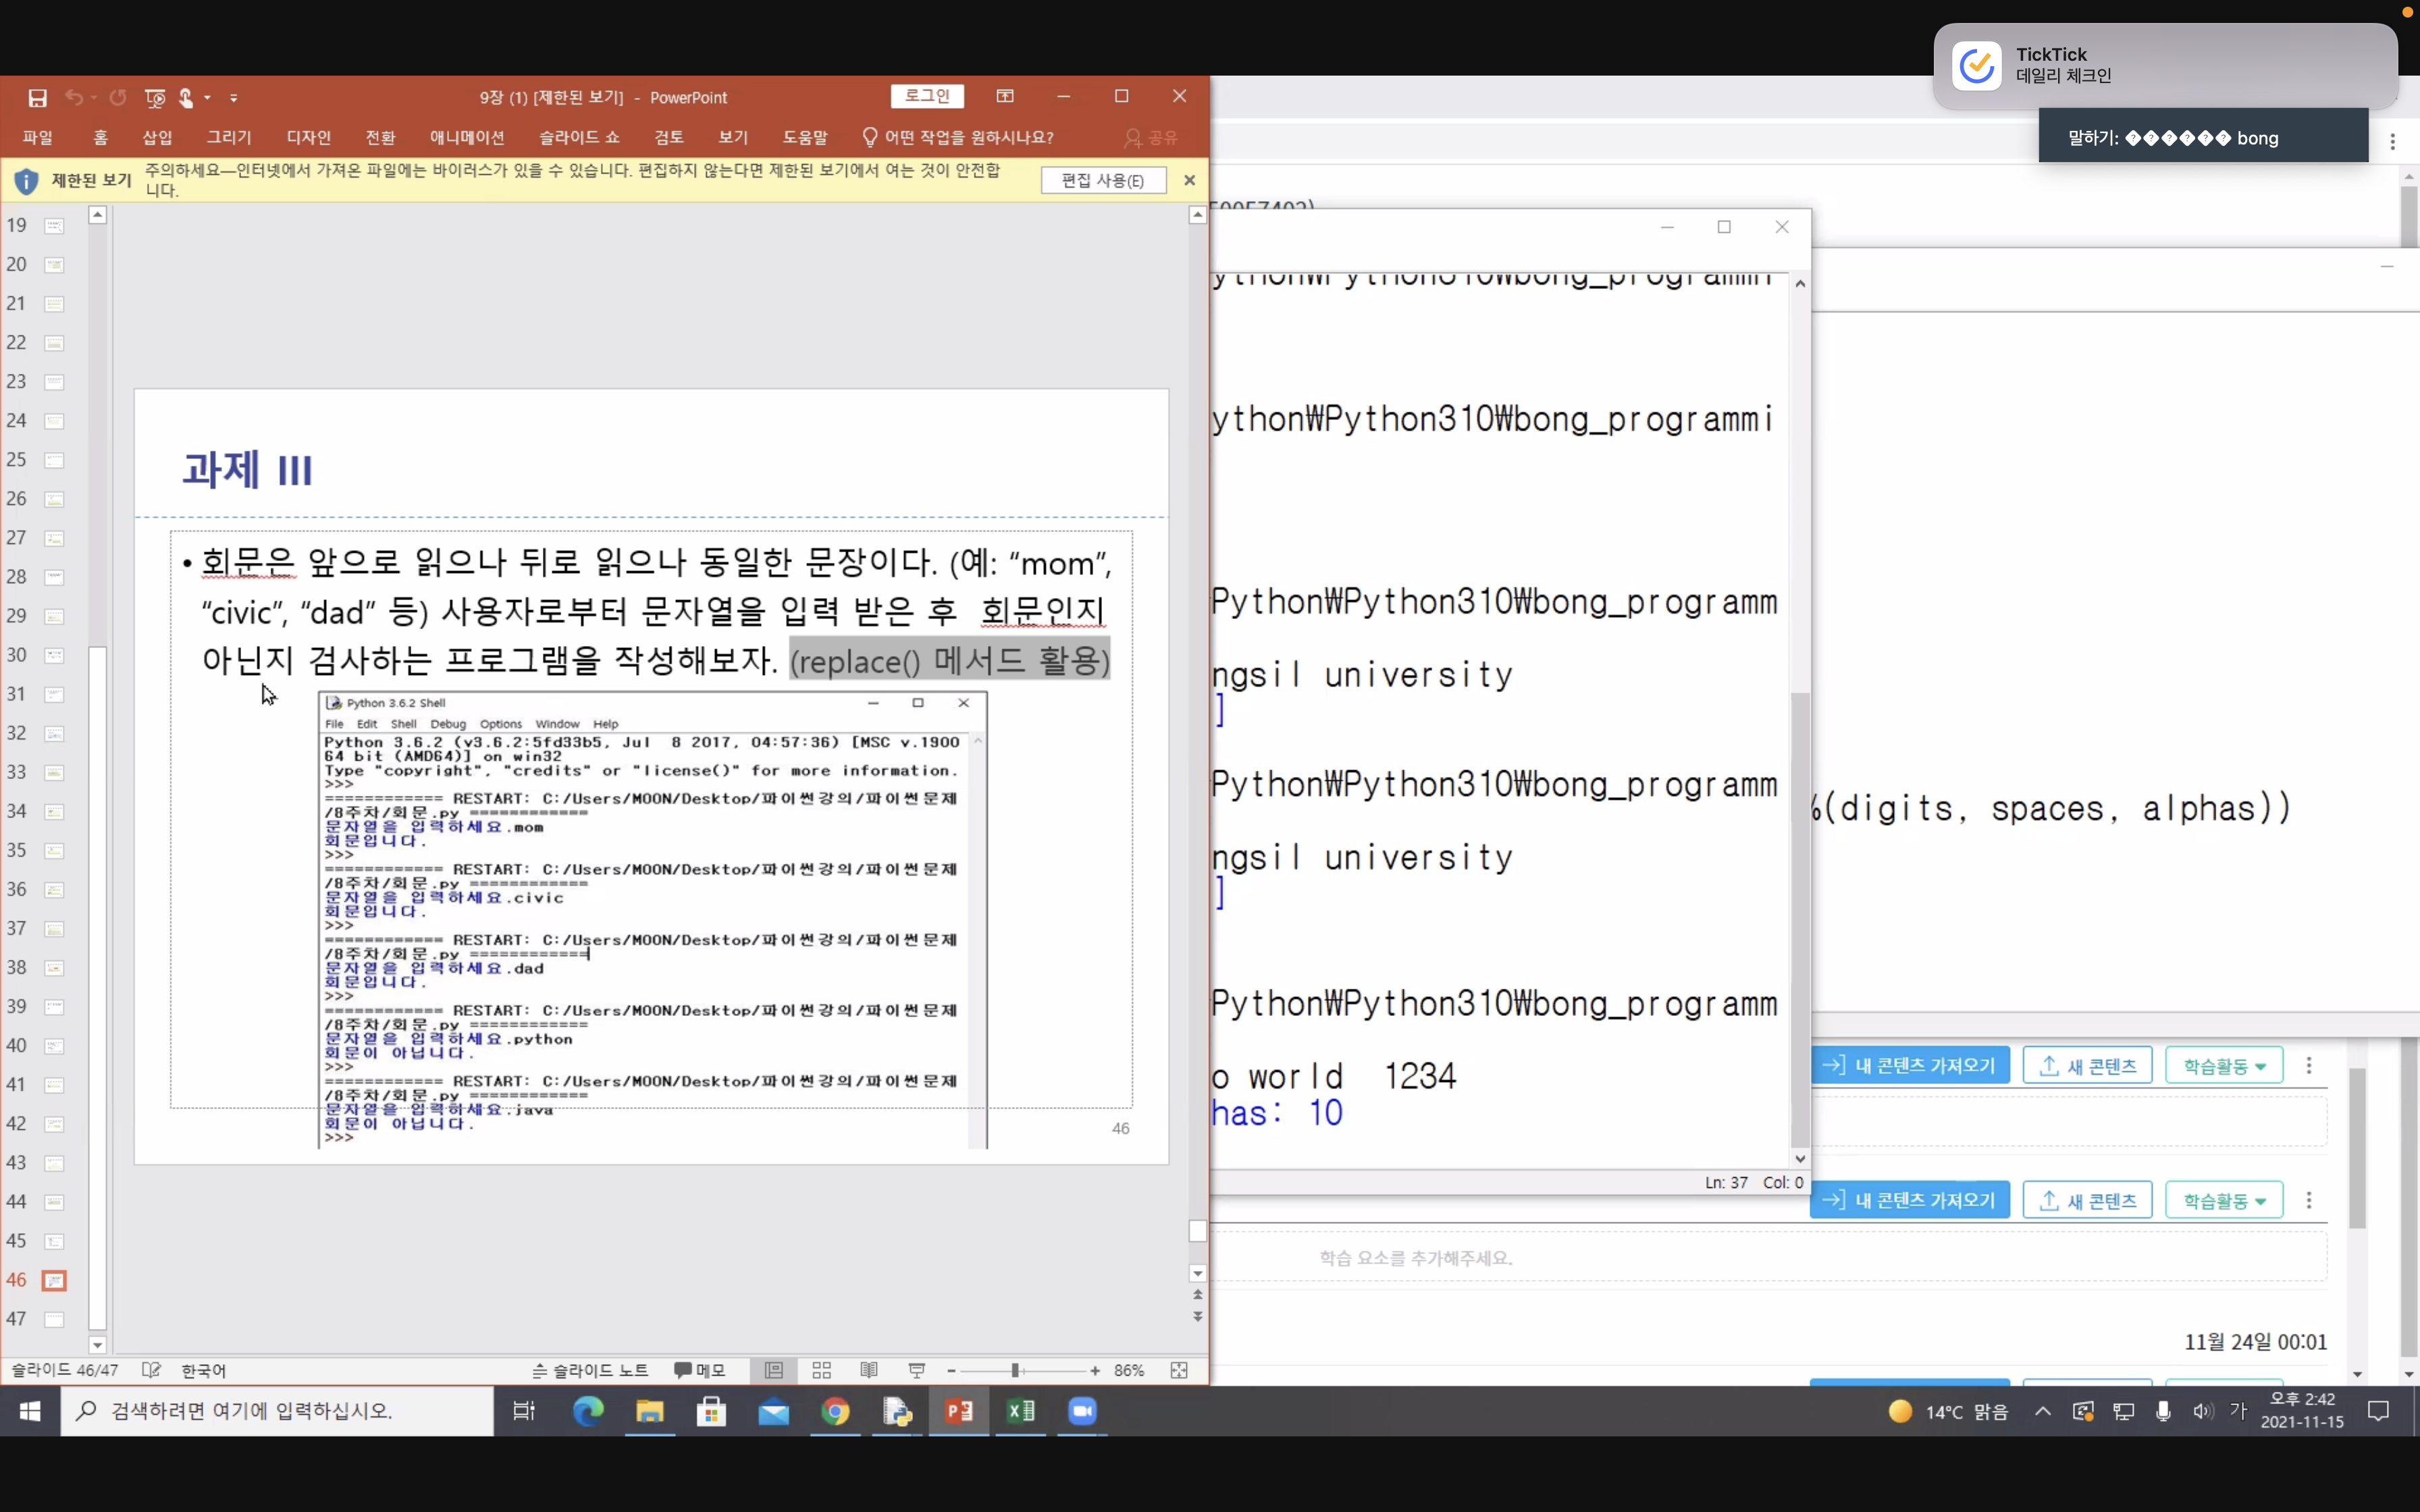 TickTick
데일리 체크인
말하기: ������ bong
9장 (1) [제한된 보기] - PowerPoint
로그인
파일 홈 삽입 그리기 디자인 전환 애니메이션 슬라이드 쇼 검토 보기 도움말 어떤 작업을 원하시나요? 공유
제한된 보기 주의하세요—인터넷에서 가져온 파일에는 바이러스가 있을 수 있습니다. 편집하지 않는다면 제한된 보기에서 여는 것이 안전합
니다.
편집 사용(E)
19
20
21
22
23
24
25
26
27
28
29
30
31
32
33
34
35
36
37
38
39
40
41
42
43
44
45
46
47
과제 III
• 회문은 앞으로 읽으나 뒤로 읽으나 동일한 문장이다. (예: “mom”,
“civic”, “dad” 등) 사용자로부터 문자열을 입력 받은 후 회문인지
아닌지 검사하는 프로그램을 작성해보자. (replace() 메서드 활용)
Python 3.6.2 Shell
File Edit Shell Debug Options Window Help
Python 3.6.2 (v3.6.2:5fd33b5, Jul 8 2017, 04:57:36) [MSC v.1900
64 bit (AMD64)] on win32
Type "copyright", "credits" or "license()" for more information.
>>>
============ RESTART: C:/Users/MOON/Desktop/파이썬강의/파이썬문제
/8주차/회문.py ============
문자열을 입력하세요.mom
회문입니다.
>>>
============ RESTART: C:/Users/MOON/Desktop/파이썬강의/파이썬문제
/8주차/회문.py ============
문자열을 입력하세요.civic
회문입니다.
>>>
============ RESTART: C:/Users/MOON/Desktop/파이썬강의/파이썬문제
/8주차/회문.py ============
문자열을 입력하세요.dad
회문입니다.
>>>
============ RESTART: C:/Users/MOON/Desktop/파이썬강의/파이썬문제
/8주차/회문.py ============
문자열을 입력하세요.python
회문이 아닙니다.
>>>
============ RESTART: C:/Users/MOON/Desktop/파이썬강의/파이썬문제
/8주차/회문.py ============
문자열을 입력하세요.java
회문이 아닙니다.
>>>
46
ython₩Python310₩bong_programmi
Python₩Python310₩bong_programm
ngsil university
]
Python₩Python310₩bong_programm
ngsil university
]
Python₩Python310₩bong_programm
o world 1234
has: 10
Ln: 37 Col: 0
%(digits, spaces, alphas))
내 콘텐츠 가져오기 새 콘텐츠 학습활동
내 콘텐츠 가져오기 새 콘텐츠 학습활동
학습 요소를 추가해주세요.
11월 24일 00:01
슬라이드 46/47 한국어 슬라이드 노트 메모 86%
검색하려면 여기에 입력하십시오.
14°C 맑음 가 오후 2:42
2021-11-15